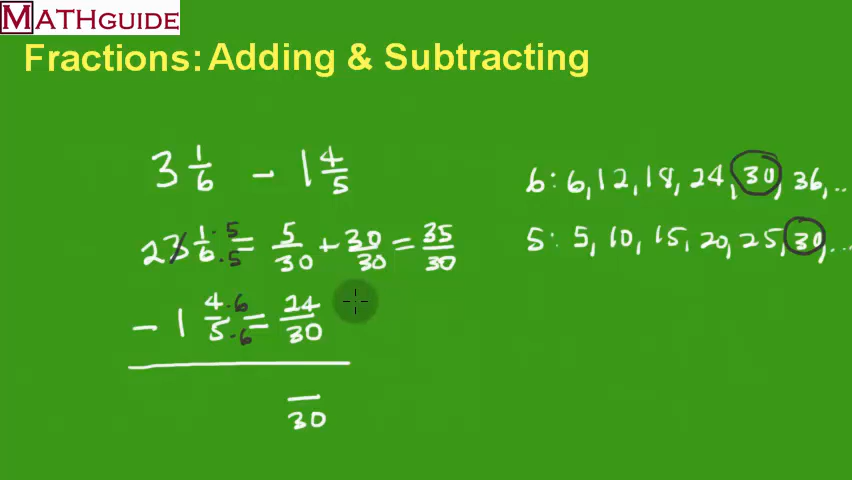 MATHGUIDE
Fractions: Adding & Subtracting
3 1/6 - 1 4/5
6: 6, 12, 18, 24, 30, 36, ...
2 3 1/6 ·5/·5 = 5/30 + 30/30 = 35/30
5: 5, 10, 15, 20, 25, 30, ...
- 1 4/5 ·6/·6 = 24/30
/30